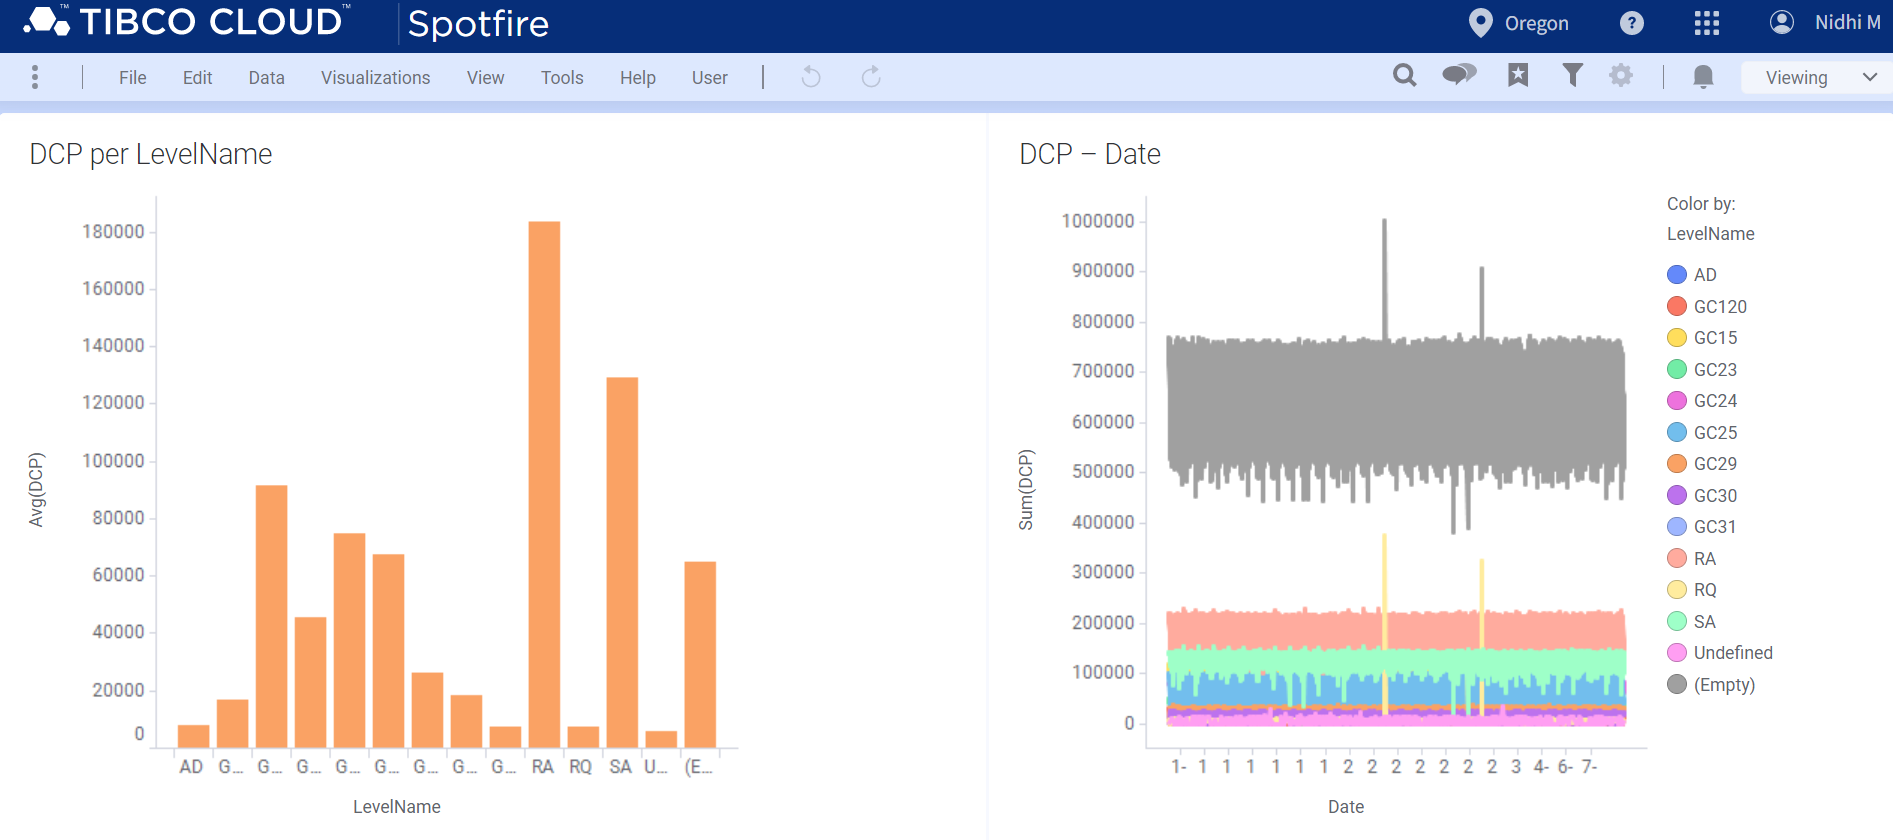 TIBCO CLOUD™ Spotfire Oregon ? Nidhi M
File Edit Data Visualizations View Tools Help User Viewing
DCP per LevelName
180000
160000
140000
120000
100000
80000
60000
40000
20000
0
Avg(DCP)
AD G... G... G... G... G... G... G... G... RA RQ SA U... (E...
LevelName
DCP – Date
1000000
900000
800000
700000
600000
500000
400000
300000
200000
100000
0
Sum(DCP)
1- 1 1 1 1 1 1 2 2 2 2 2 2 2 3 4- 6- 7-
Date
Color by:
LevelName
AD
GC120
GC15
GC23
GC24
GC25
GC29
GC30
GC31
RA
RQ
SA
Undefined
(Empty)